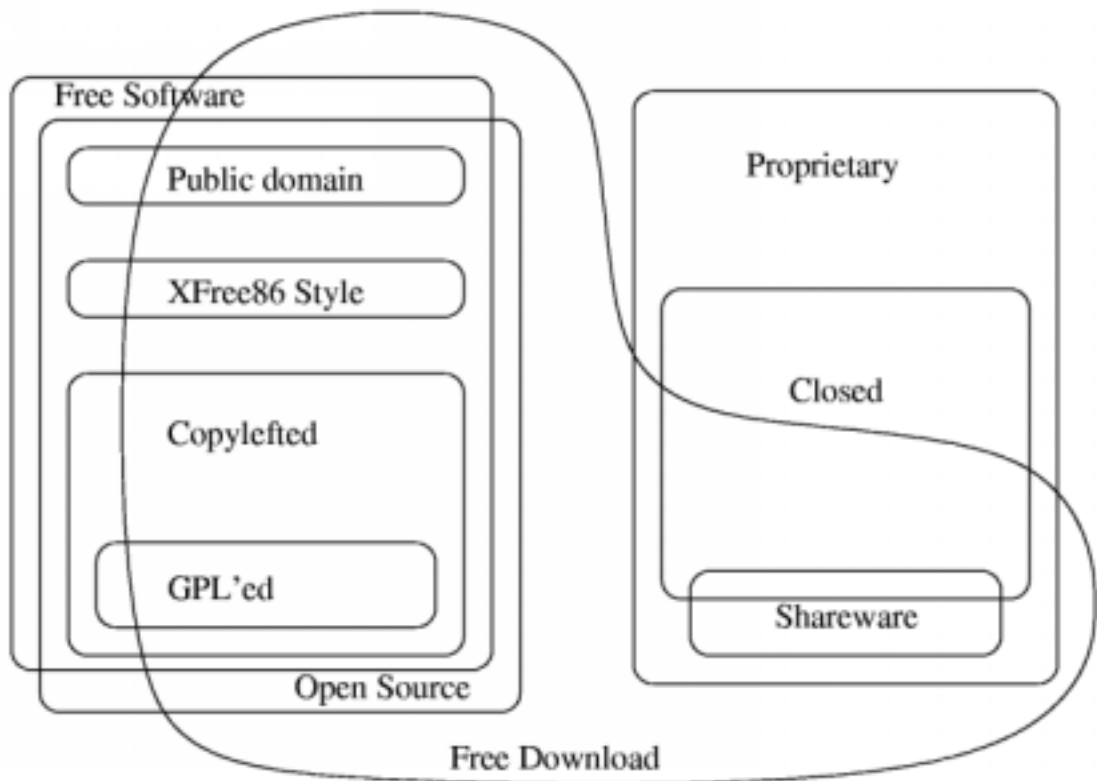 Free Software
Public domain
XFree86 Style
Copylefted
GPL'ed
Open Source
Proprietary
Closed
Shareware
Free Download